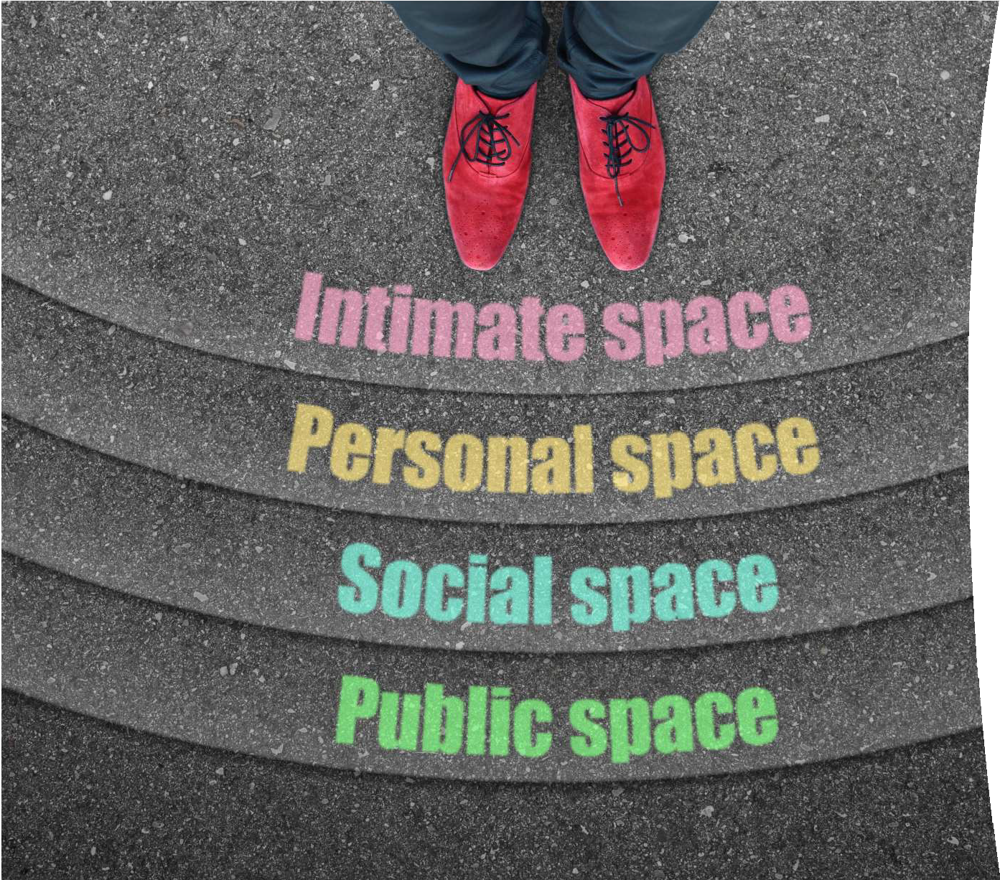 Intimate space
Personal space
Social space
Public space